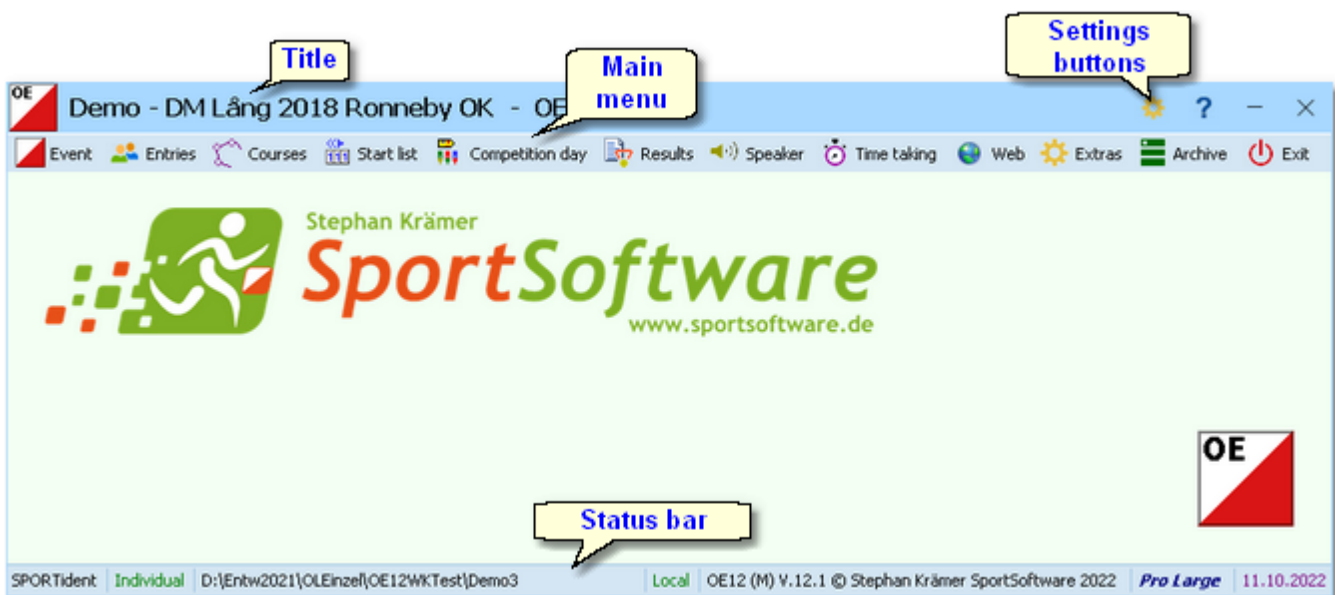 Settings
buttons
Title
Main
menu
OE
Demo - DM Lång 2018 Ronneby OK - OE
?
Event Entries Courses Start list Competition day Results Speaker Time taking Web Extras Archive Exit
Stephan Krämer
SportSoftware
www.sportsoftware.de
OE
Status bar
SPORTident Individual D:\Entw2021\OLEinzel\OE12WKTest\Demo3 Local OE12 (M) V.12.1 © Stephan Krämer SportSoftware 2022 Pro Large 11.10.2022